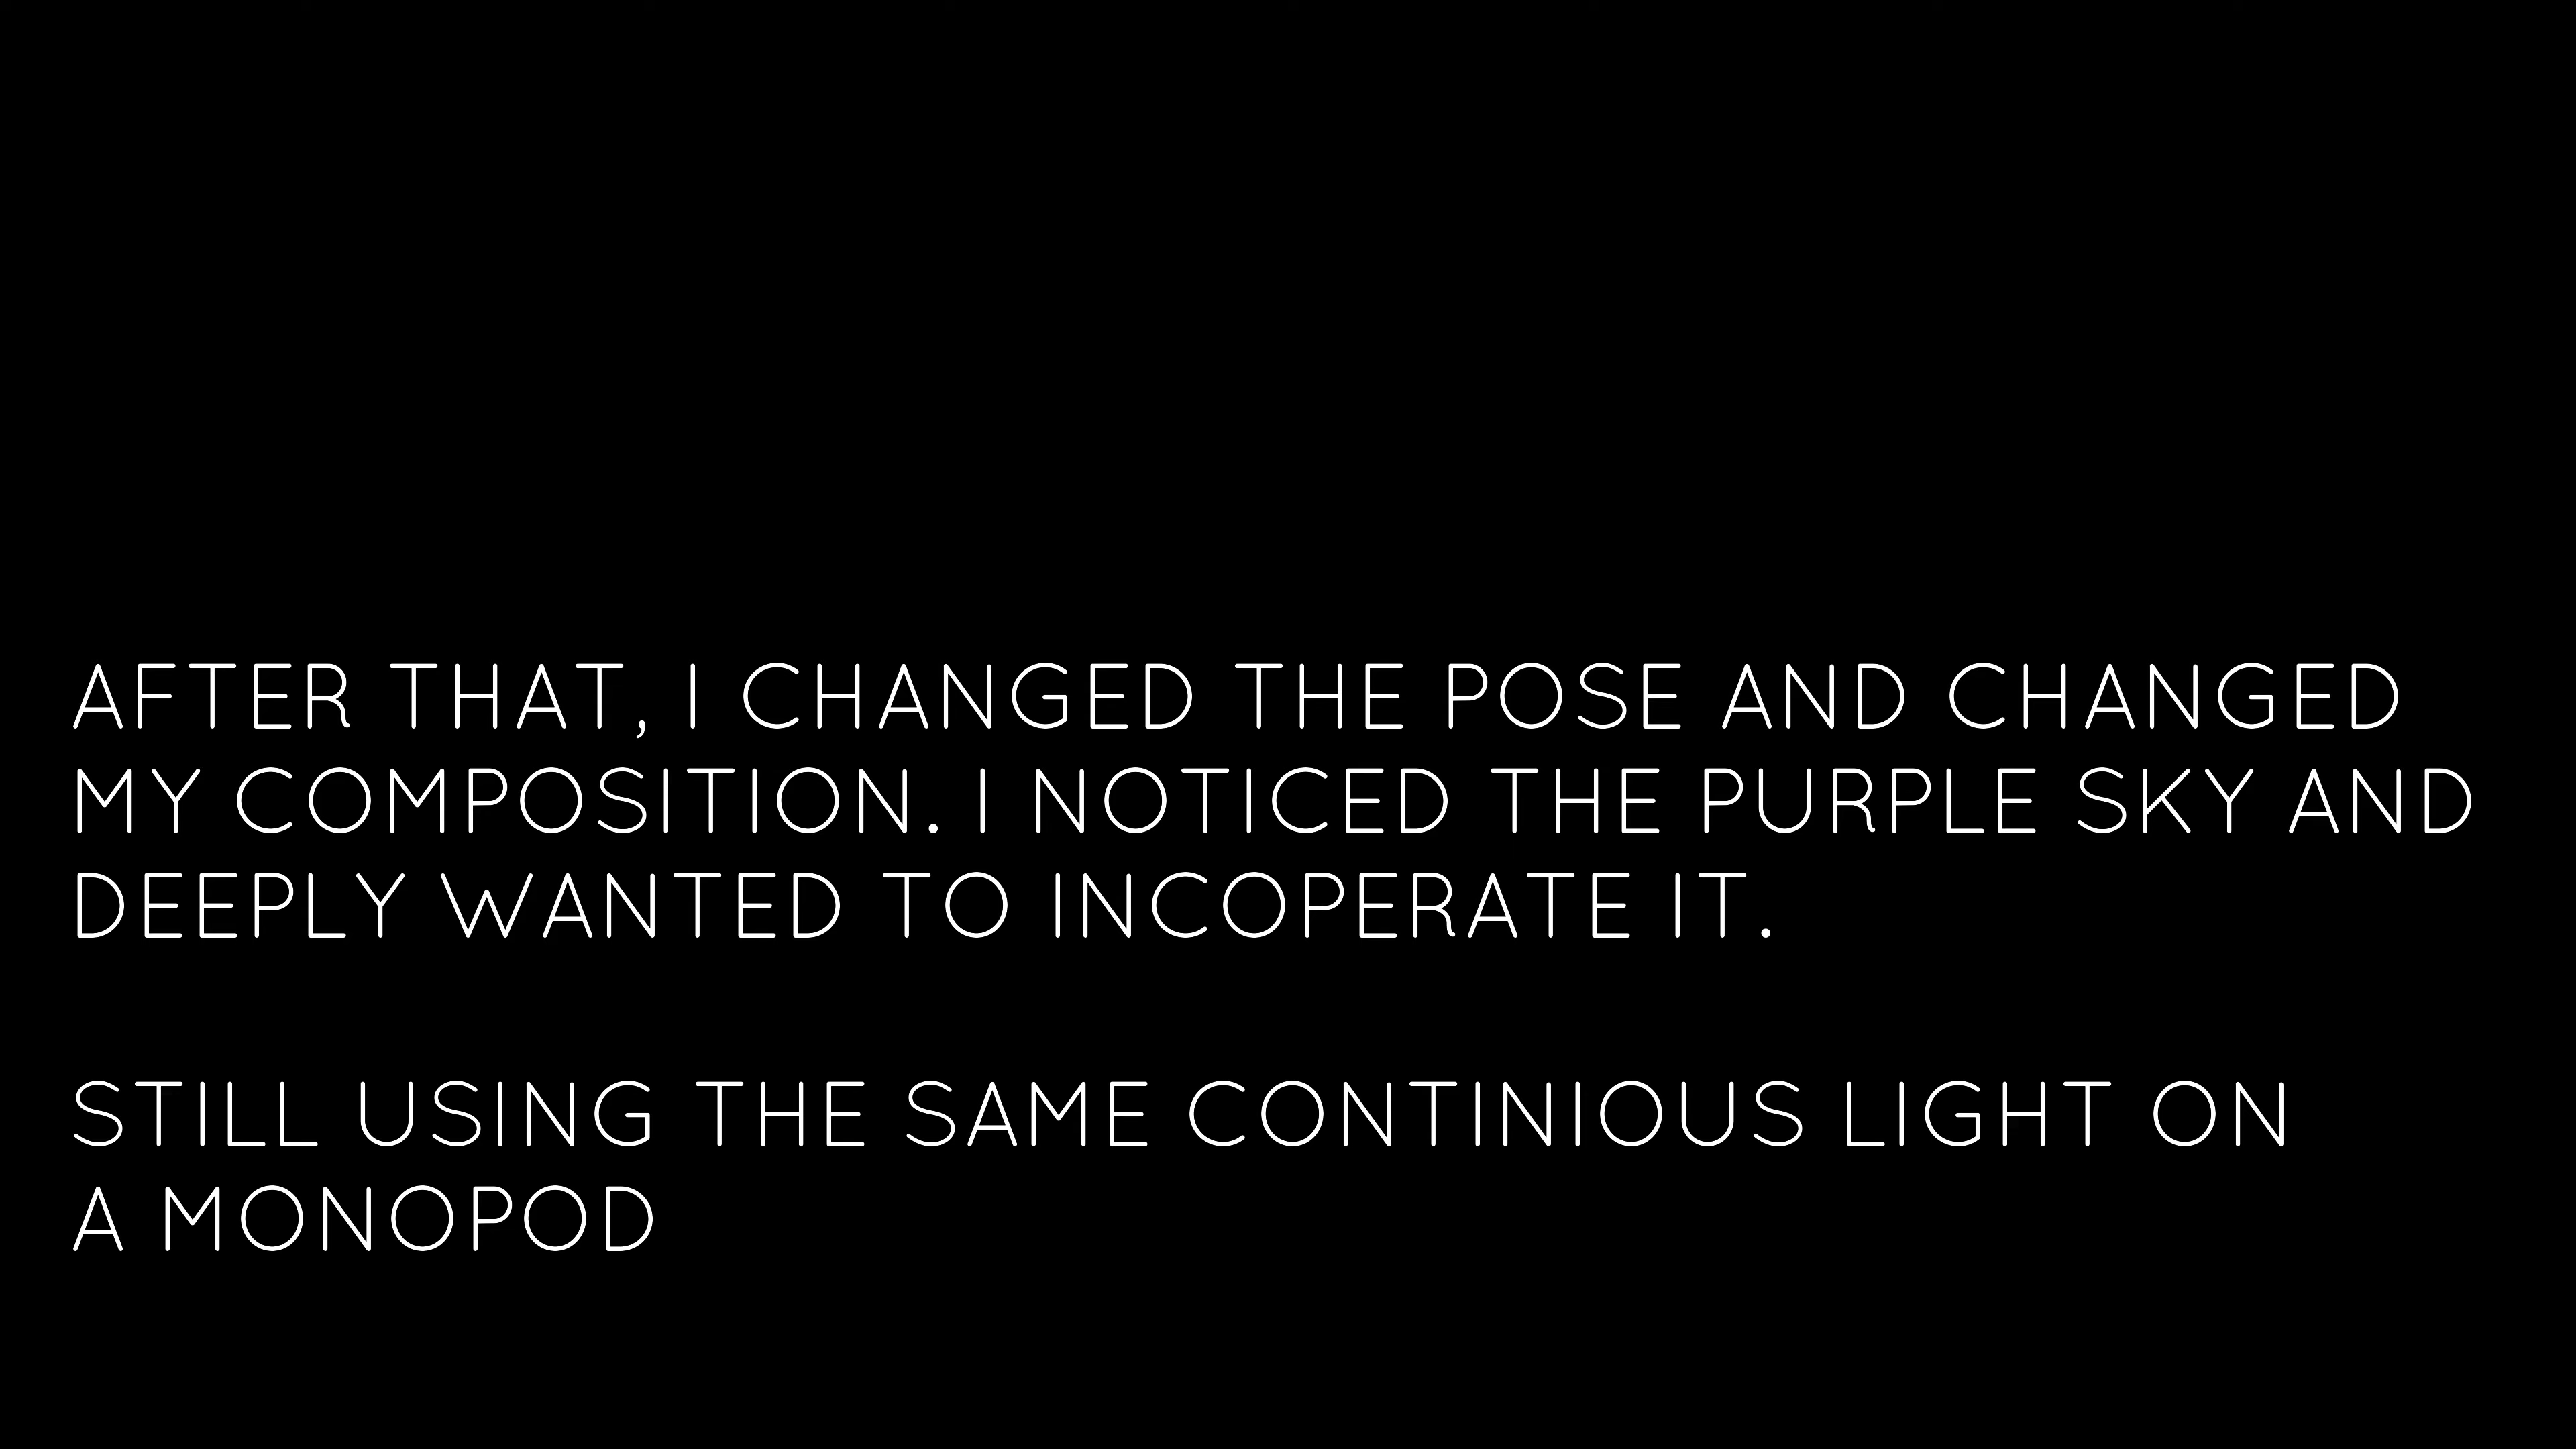 AFTER THAT, I CHANGED THE POSE AND CHANGED
MY COMPOSITION. I NOTICED THE PURPLE SKY AND
DEEPLY WANTED TO INCOPERATE IT.
STILL USING THE SAME CONTINIOUS LIGHT ON
A MONOPOD